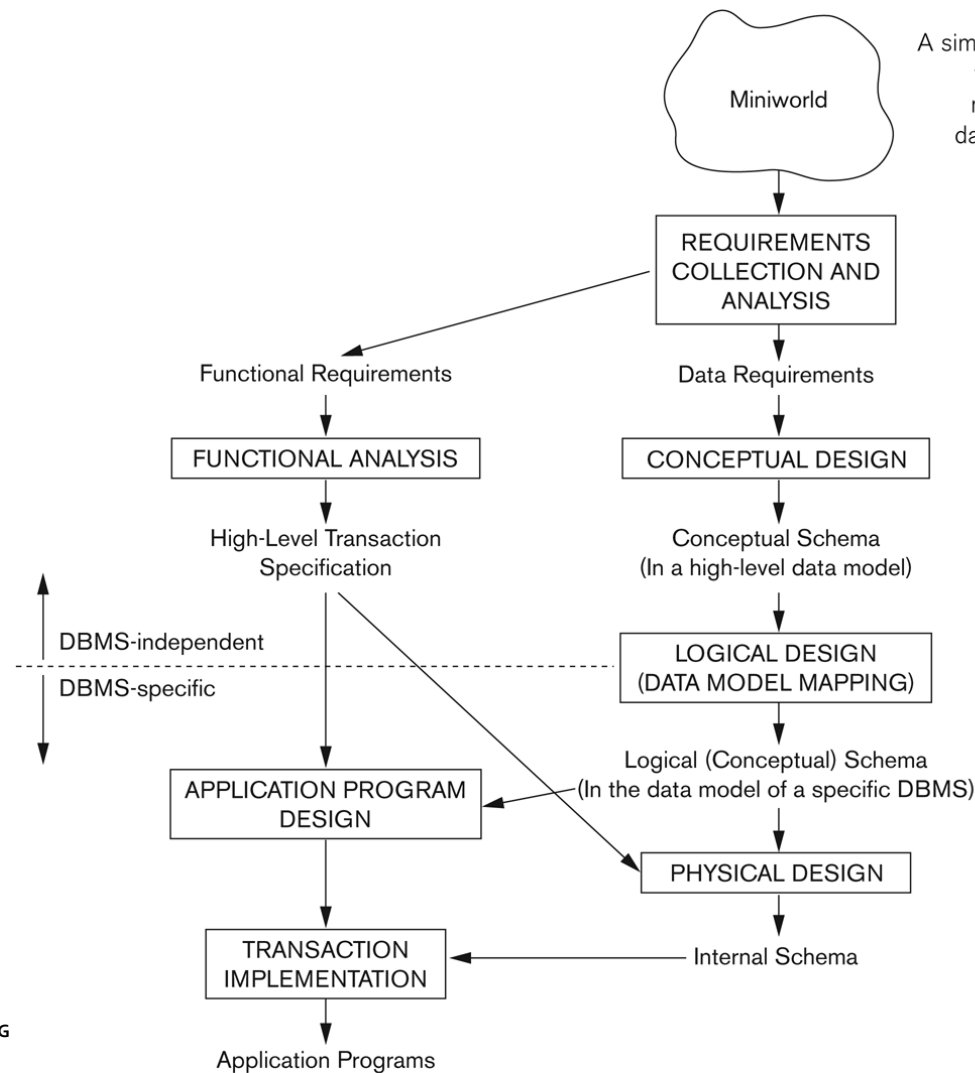 A sim
Miniworld
da
REQUIREMENTS
COLLECTION AND
ANALYSIS
Functional Requirements
Data Requirements
FUNCTIONAL ANALYSIS
CONCEPTUAL DESIGN
High-Level Transaction
Specification
Conceptual Schema
(In a high-level data model)
DBMS-independent
DBMS-specific
LOGICAL DESIGN
(DATA MODEL MAPPING)
Logical (Conceptual) Schema
(In the data model of a specific DBMS)
APPLICATION PROGRAM
DESIGN
PHYSICAL DESIGN
TRANSACTION
IMPLEMENTATION
Internal Schema
G
Application Programs